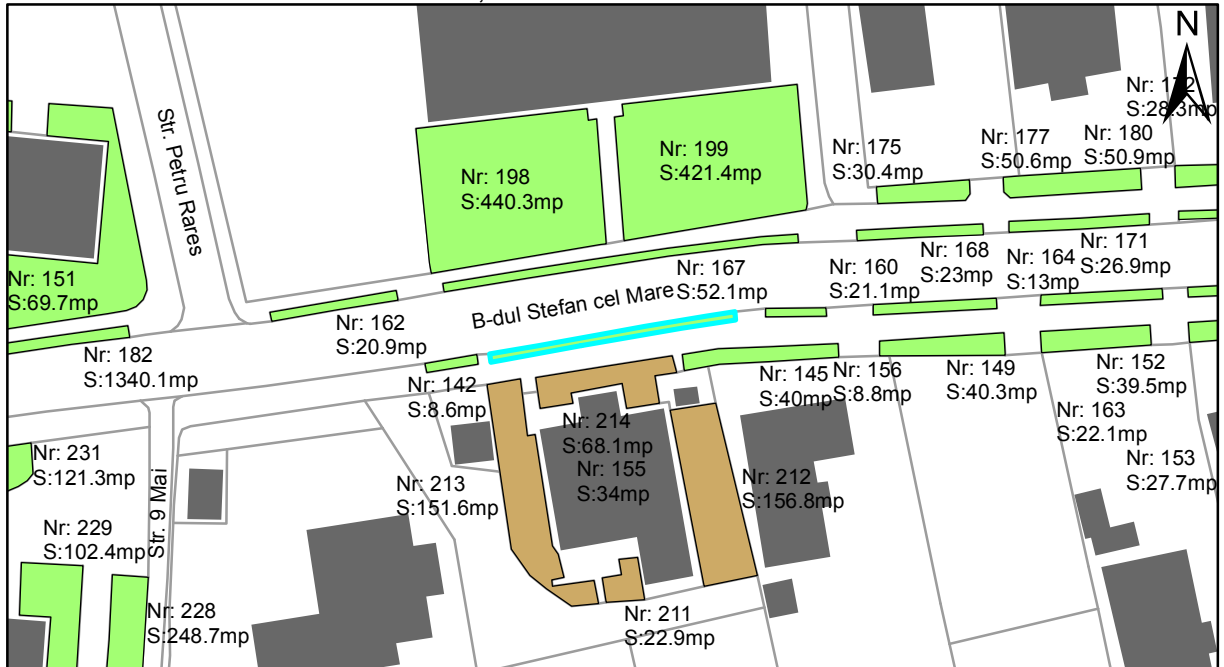 N
Nr: 172
S:28.3mp
Nr: 177
S:50.6mp
Nr: 180
S:50.9mp
Nr: 175
S:30.4mp
Nr: 199
S:421.4mp
Nr: 198
S:440.3mp
Str. Petru Rares
Nr: 151
S:69.7mp
Nr: 167
S:52.1mp
Nr: 160
S:21.1mp
Nr: 168
S:23mp
Nr: 164
S:13mp
Nr: 171
S:26.9mp
B-dul Stefan cel Mare
Nr: 162
S:20.9mp
Nr: 182
S:1340.1mp
Nr: 142
S:8.6mp
Nr: 145
S:40mp
Nr: 156
S:8.8mp
Nr: 149
S:40.3mp
Nr: 152
S:39.5mp
Nr: 163
S:22.1mp
Nr: 153
S:27.7mp
Nr: 214
S:68.1mp
Nr: 155
S:34mp
Nr: 212
S:156.8mp
Nr: 213
S:151.6mp
Nr: 231
S:121.3mp
Str. 9 Mai
Nr: 229
S:102.4mp
Nr: 228
S:248.7mp
Nr: 211
S:22.9mp